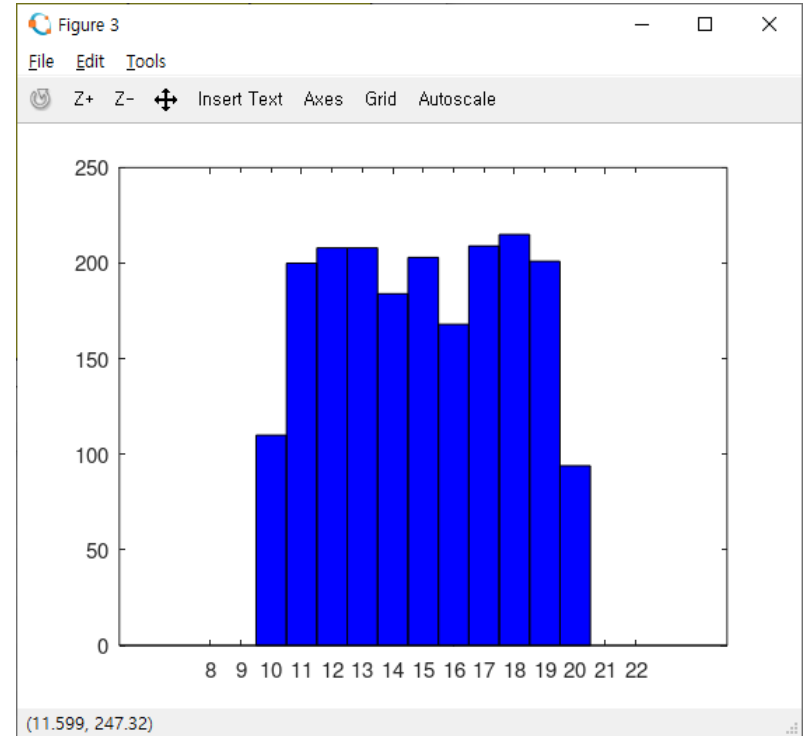 Figure 3
File Edit Tools
Z+ Z- Insert Text Axes Grid Autoscale
250
200
150
100
50
0
8 9 10 11 12 13 14 15 16 17 18 19 20 21 22
(11.599, 247.32)